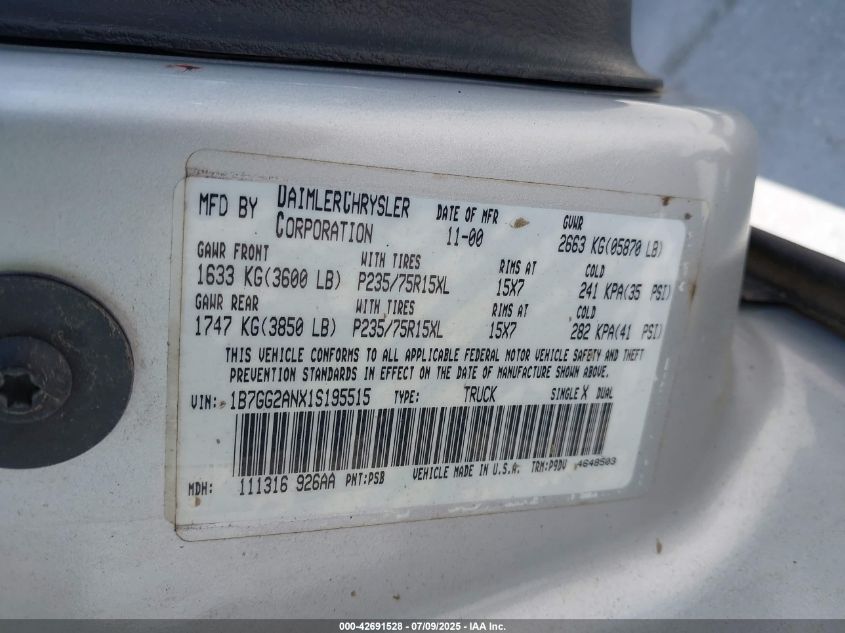 MFD BY DAIMLERCHRYSLER CORPORATION DATE OF MFR 11-00 GVWR 2663 KG(05870 LB)
GAWR FRONT WITH TIRES RIMS AT COLD
1633 KG(3600 LB) P235/75R15XL 15X7 241 KPA(35 PSI)
GAWR REAR WITH TIRES RIMS AT COLD
1747 KG(3850 LB) P235/75R15XL 15X7 282 KPA(41 PSI)
THIS VEHICLE CONFORMS TO ALL APPLICABLE FEDERAL MOTOR VEHICLE SAFETY AND THEFT
PREVENTION STANDARDS IN EFFECT ON THE DATE OF MANUFACTURE SHOWN ABOVE.
VIN: 1B7GG2ANX1S195515 TYPE: TRUCK SINGLE X DUAL
MDH: 111316 926AA PNT:PSB VEHICLE MADE IN U.S.A. TRM:P9DV 4648503
000-42691528 - 07/09/2025 - IAA Inc.